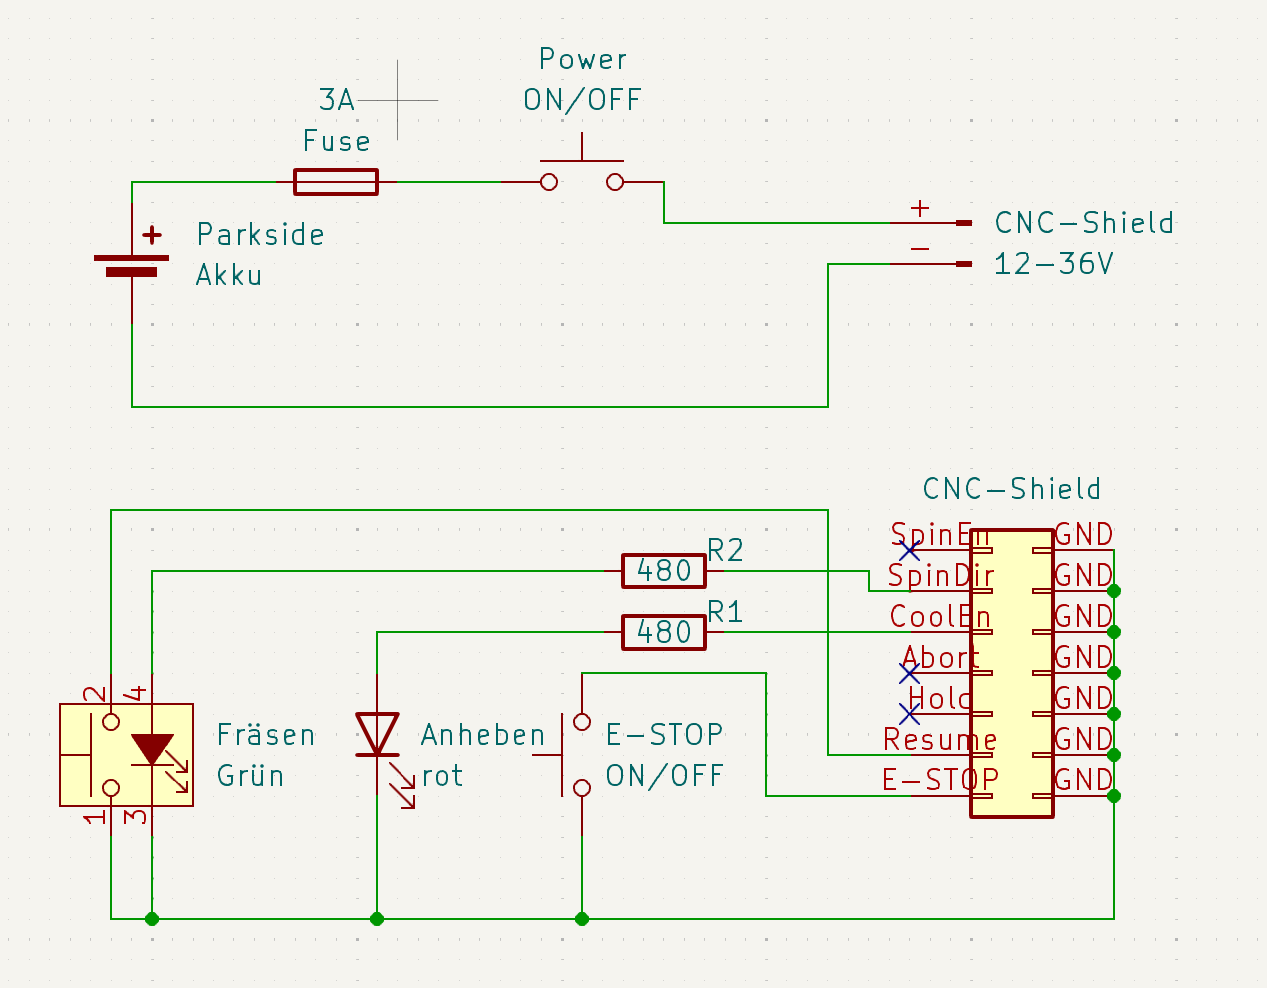 Power
ON/OFF
3A
Fuse
+
Parkside
Akku
+
CNC-Shield
−
12-36V
CNC-Shield
SpinEn
GND
R2
480
SpinDir
GND
R1
480
CoolEn
GND
Abort
GND
Hold
GND
2
4
Fräsen
Grün
Anheben
rot
E-STOP
ON/OFF
Resume
GND
E-STOP
GND
1
3